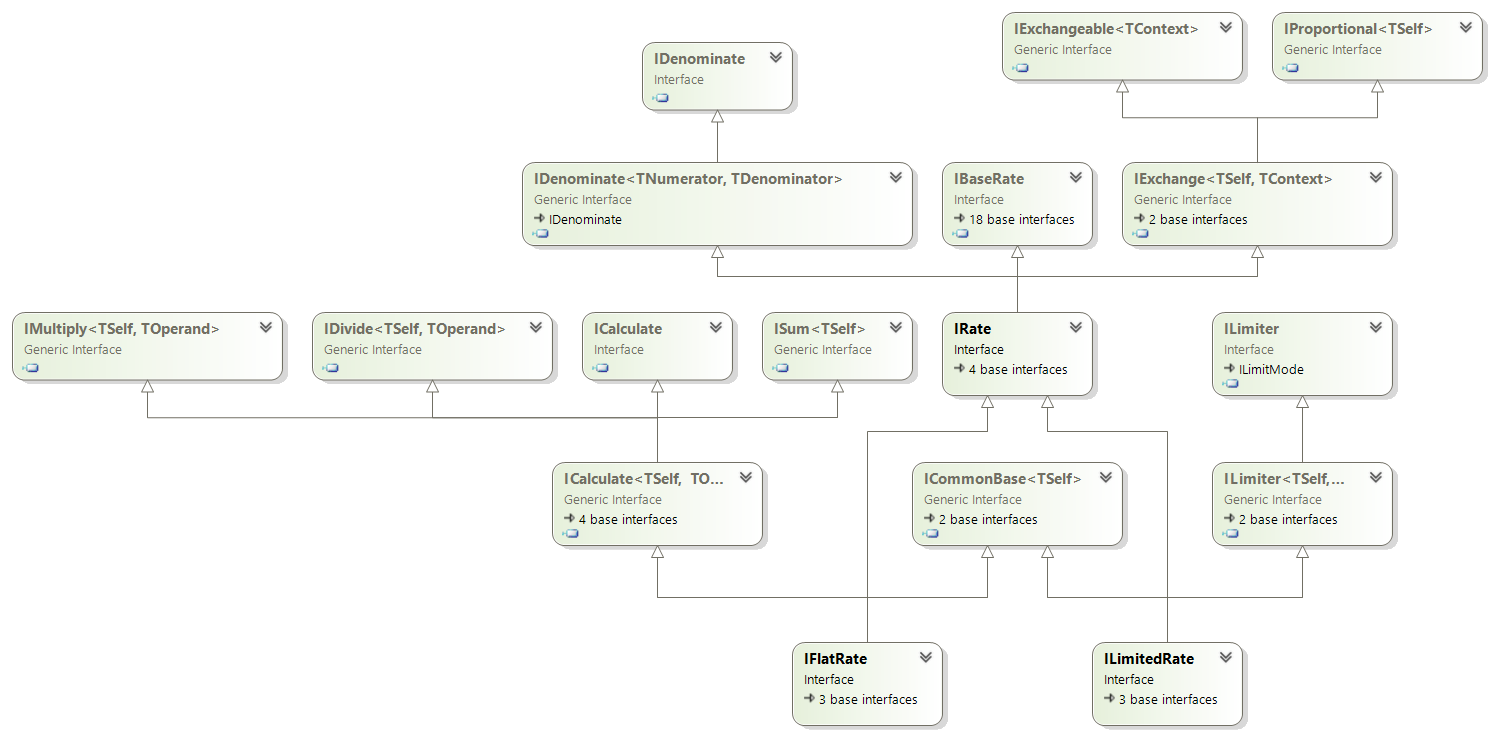 IExchangeable<TContext>
Generic Interface
IProportional<TSelf>
Generic Interface
IDenominate
Interface
IDenominate<TNumerator, TDenominator>
Generic Interface
IDenominate
IBaseRate
Interface
18 base interfaces
IExchange<TSelf, TContext>
Generic Interface
2 base interfaces
IMultiply<TSelf, TOperand>
Generic Interface
IDivide<TSelf, TOperand>
Generic Interface
ICalculate
Interface
ISum<TSelf>
Generic Interface
IRate
Interface
4 base interfaces
ILimiter
Interface
ILimitMode
ICalculate<TSelf, TO...
Generic Interface
4 base interfaces
ICommonBase<TSelf>
Generic Interface
2 base interfaces
ILimiter<TSelf,...
Generic Interface
2 base interfaces
IFlatRate
Interface
3 base interfaces
ILimitedRate
Interface
3 base interfaces